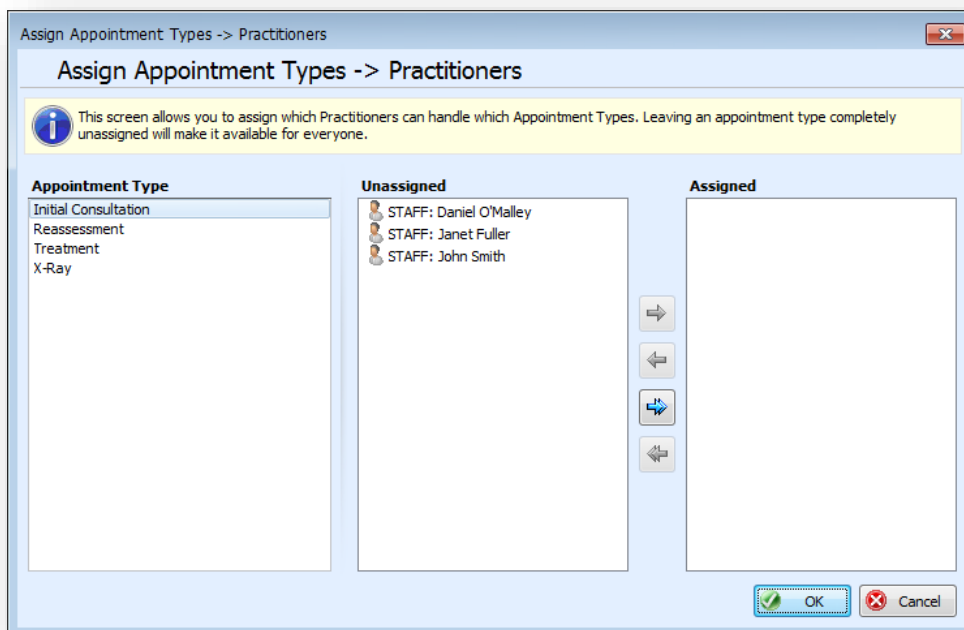 Assign Appointment Types -> Practitioners
Assign Appointment Types -> Practitioners
This screen allows you to assign which Practitioners can handle which Appointment Types. Leaving an appointment type completely
unassigned will make it available for everyone.
Appointment Type
Initial Consultation
Reassessment
Treatment
X-Ray
Unassigned
STAFF: Daniel O'Malley
STAFF: Janet Fuller
STAFF: John Smith
Assigned
OK
Cancel